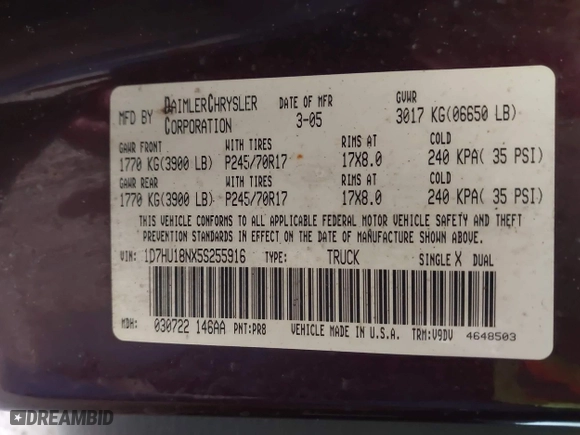 MFD BY DAIMLERCHRYSLER CORPORATION DATE OF MFR 3-05 GVWR 3017 KG(06650 LB)
GAWR FRONT WITH TIRES RIMS AT COLD
1770 KG(3900 LB) P245/70R17 17X8.0 240 KPA( 35 PSI)
GAWR REAR WITH TIRES RIMS AT COLD
1770 KG(3900 LB) P245/70R17 17X8.0 240 KPA( 35 PSI)
THIS VEHICLE CONFORMS TO ALL APPLICABLE FEDERAL MOTOR VEHICLE SAFETY AND THEFT
PREVENTION STANDARDS IN EFFECT ON THE DATE OF MANUFACTURE SHOWN ABOVE.
VIN: 1D7HU18NX5S255916 TYPE: TRUCK SINGLE X DUAL
MDH: 030722 146AA PNT:PR8 VEHICLE MADE IN U.S.A. TRM:V9DV 4648503
DREAMBID